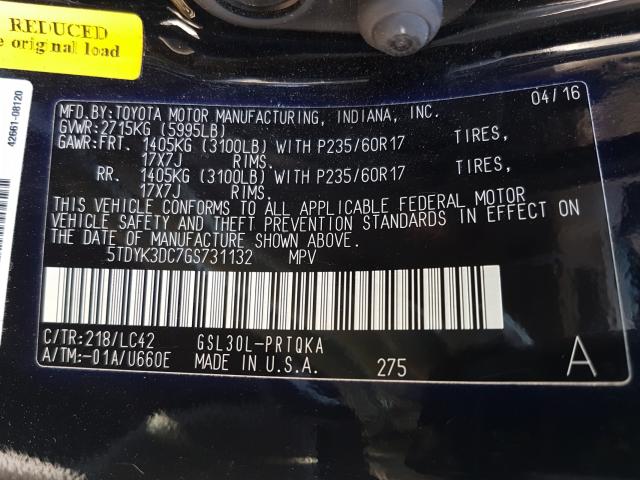 REDUCED
e original load
42661-08120
MFD.BY:TOYOTA MOTOR MANUFACTURING, INDIANA, INC. 04/16
GVWR:2715KG (5995LB)
GAWR:FRT. 1405KG (3100LB) WITH P235/60R17 TIRES,
17X7J RIMS.
RR. 1405KG (3100LB) WITH P235/60R17 TIRES,
17X7J RIMS.
THIS VEHICLE CONFORMS TO ALL APPLICABLE FEDERAL MOTOR
VEHICLE SAFETY AND THEFT PREVENTION STANDARDS IN EFFECT ON
THE DATE OF MANUFACTURE SHOWN ABOVE.
5TDYK3DC7GS731132 MPV
C/TR:218/LC42 GSL30L-PRTQKA
A/TM:-01A/U660E MADE IN U.S.A. 275 A